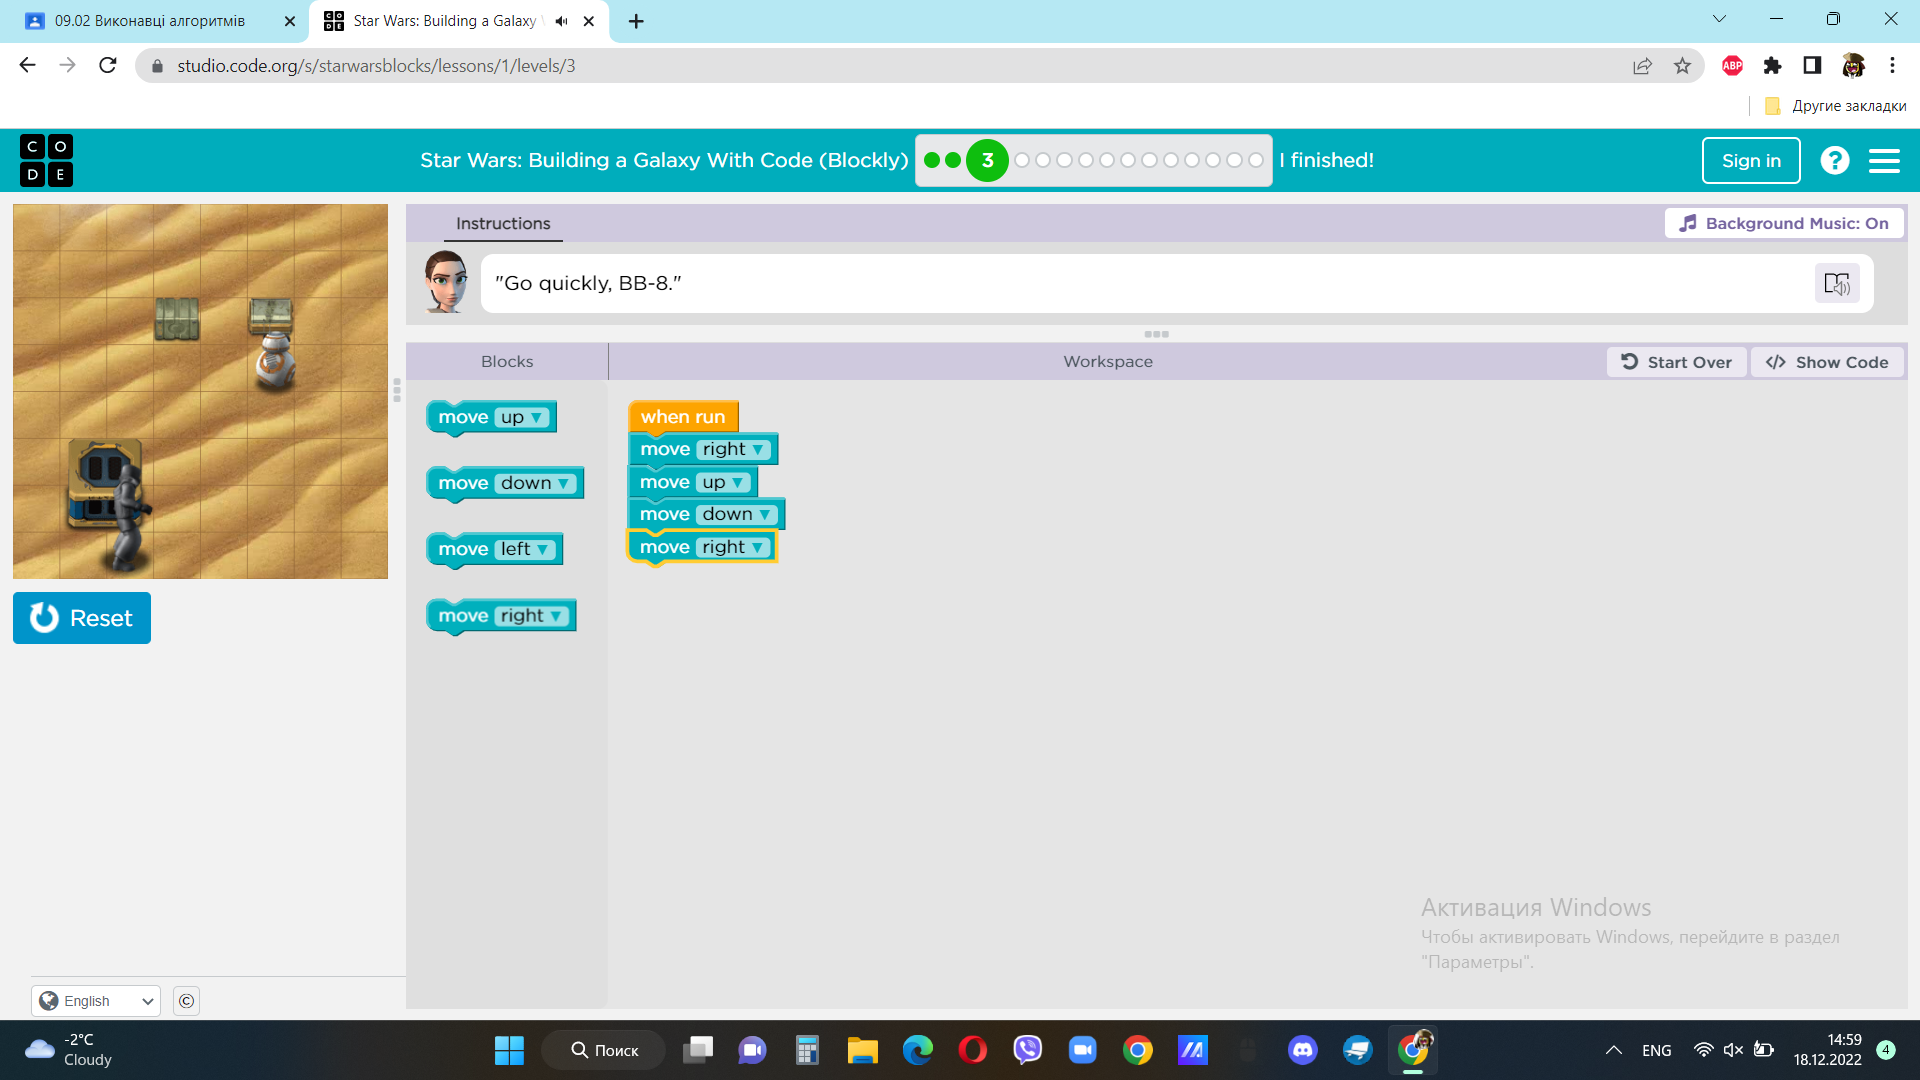 09.02 Виконавці алгоритмів
Star Wars: Building a Galaxy
studio.code.org/s/starwarsblocks/lessons/1/levels/3
ABP
Другие закладки
C O
D E
Star Wars: Building a Galaxy With Code (Blockly)
3
I finished!
Sign in
?
Instructions
Background Music: On
"Go quickly, BB-8."
Blocks
Workspace
Start Over
</> Show Code
move up ▼
move down ▼
move left ▼
move right ▼
when run
move right ▼
move up ▼
move down ▼
move right ▼
Reset
Активация Windows
Чтобы активировать Windows, перейдите в раздел
"Параметры".
English
©
-2°C
Cloudy
Поиск
ENG
14:59
18.12.2022
4